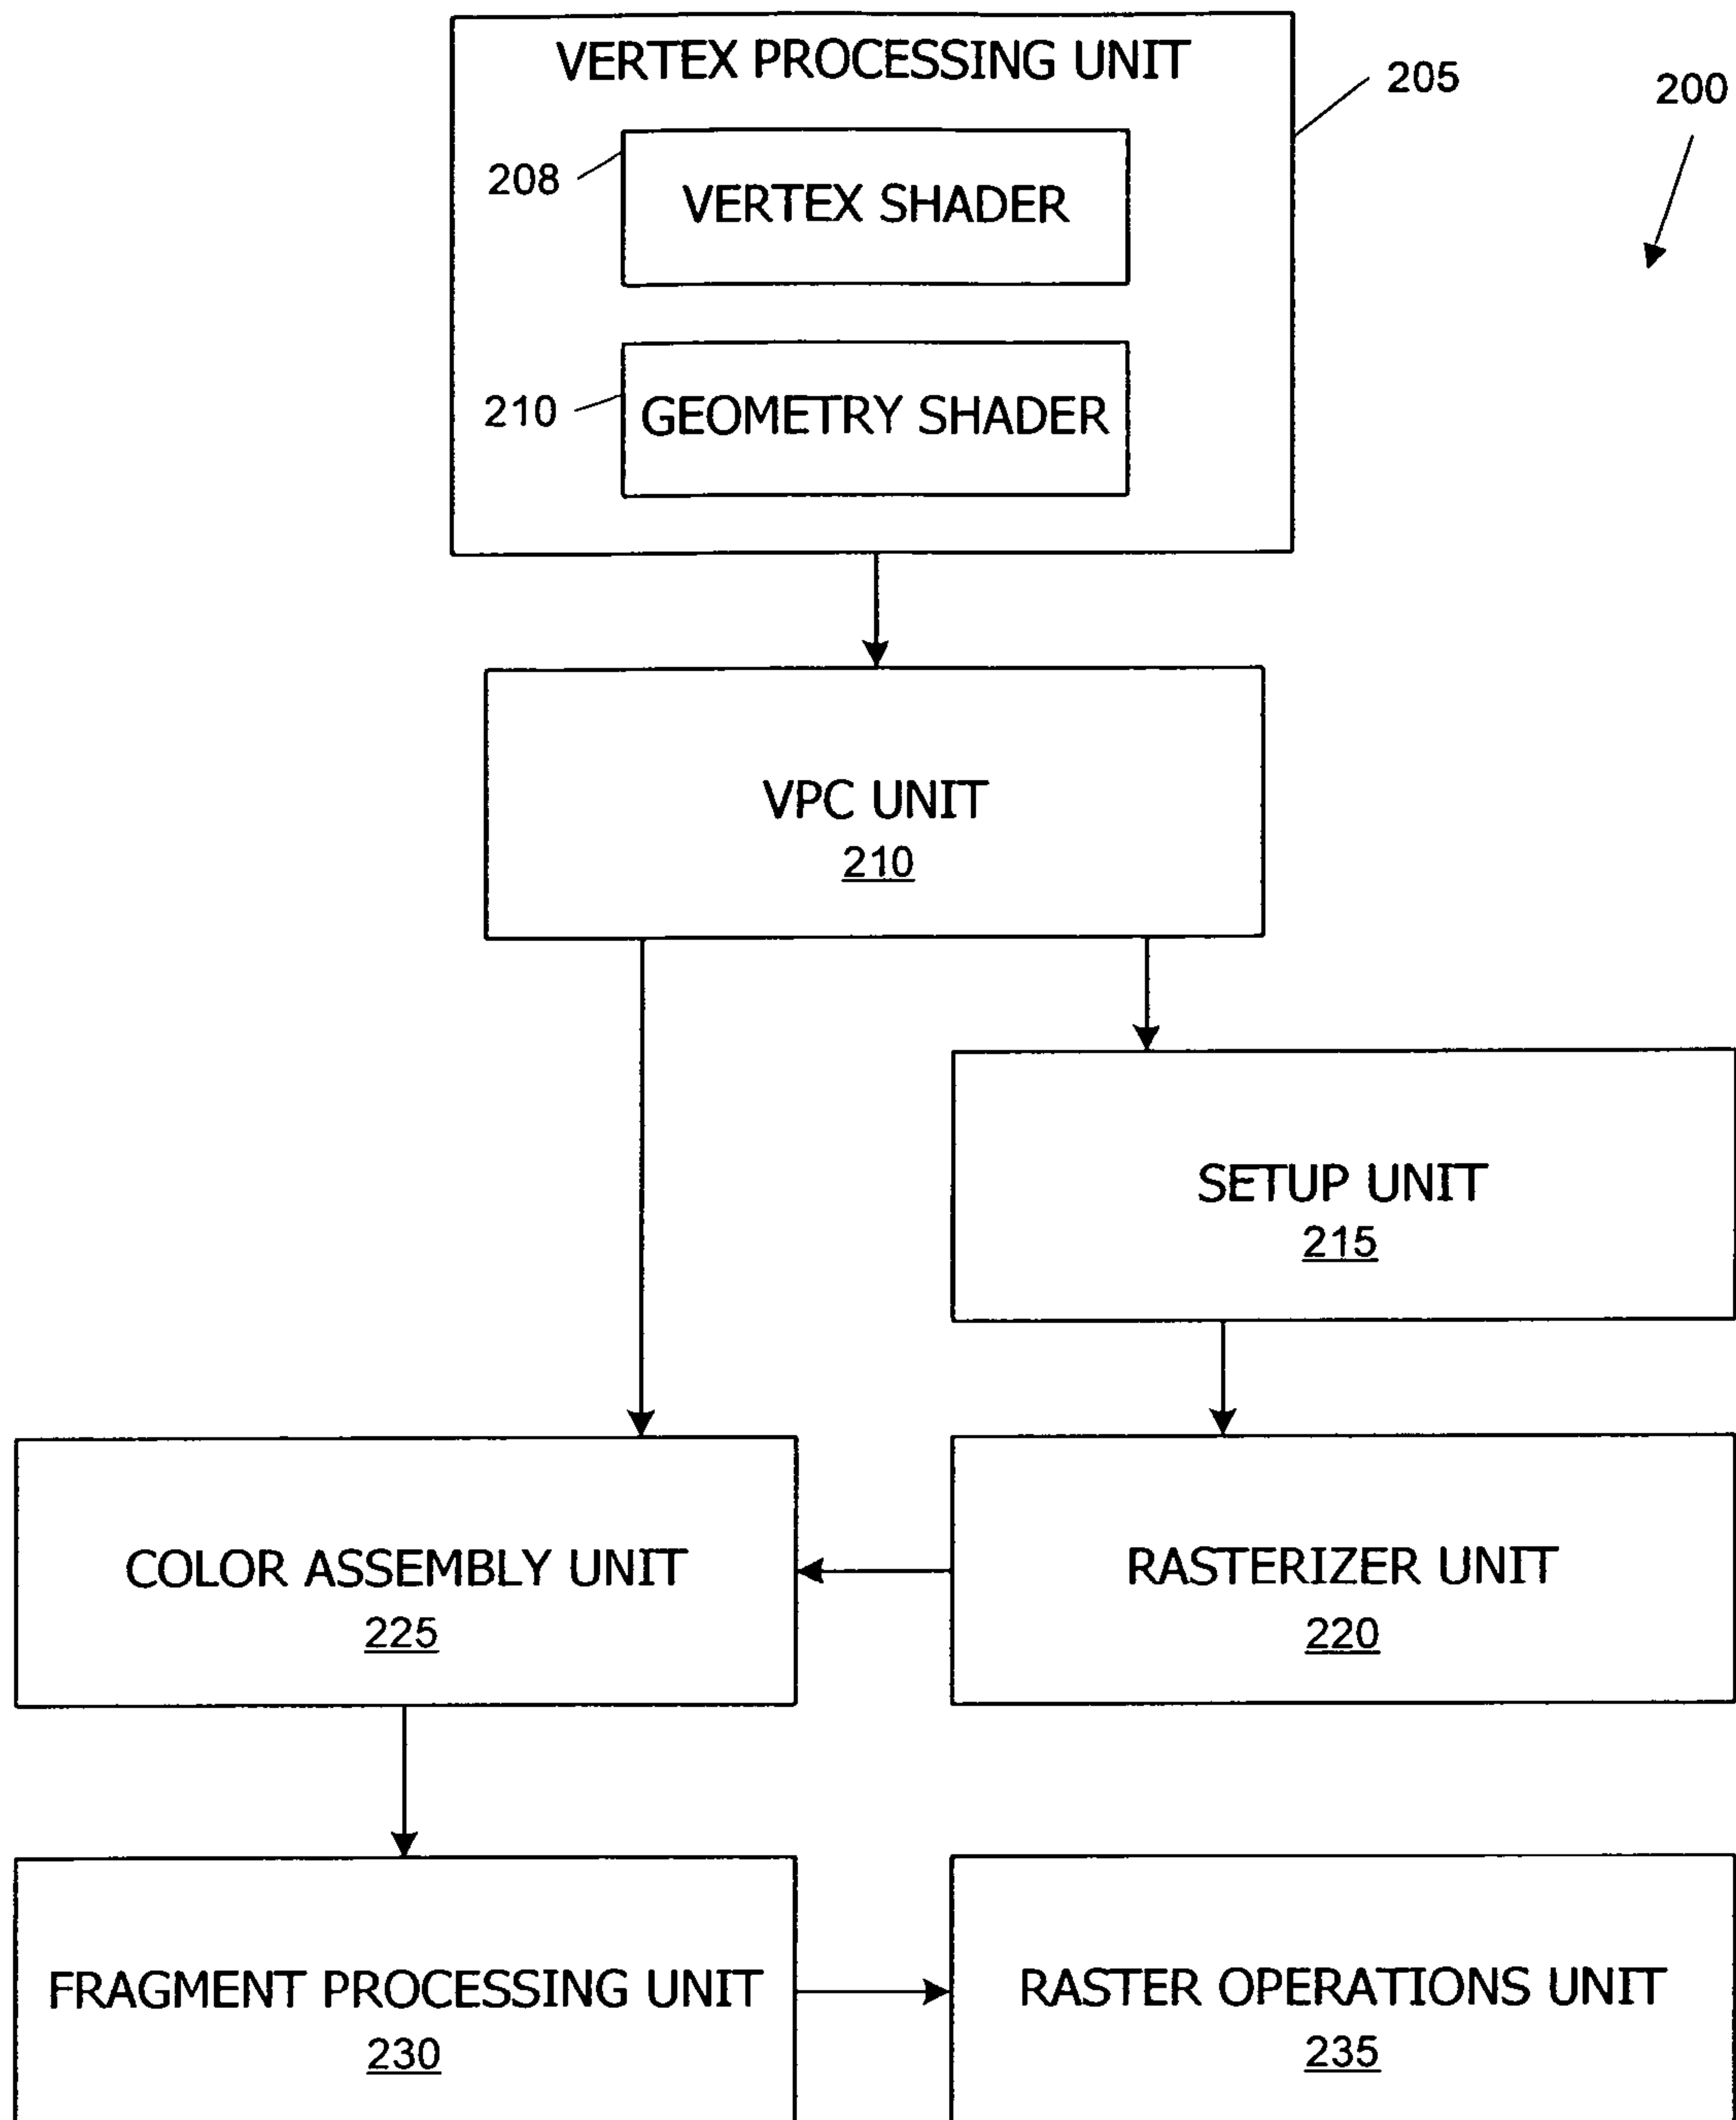 VERTEX PROCESSING UNIT
205
200
208
VERTEX SHADER
210
GEOMETRY SHADER
VPC UNIT
210
SETUP UNIT
215
COLOR ASSEMBLY UNIT
225
RASTERIZER UNIT
220
FRAGMENT PROCESSING UNIT
230
RASTER OPERATIONS UNIT
235